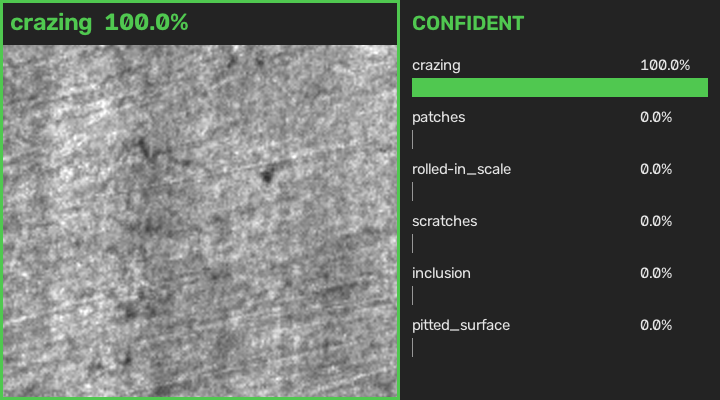 crazing 100.0%
CONFIDENT
crazing 100.0%
patches 0.0%
rolled-in_scale 0.0%
scratches 0.0%
inclusion 0.0%
pitted_surface 0.0%